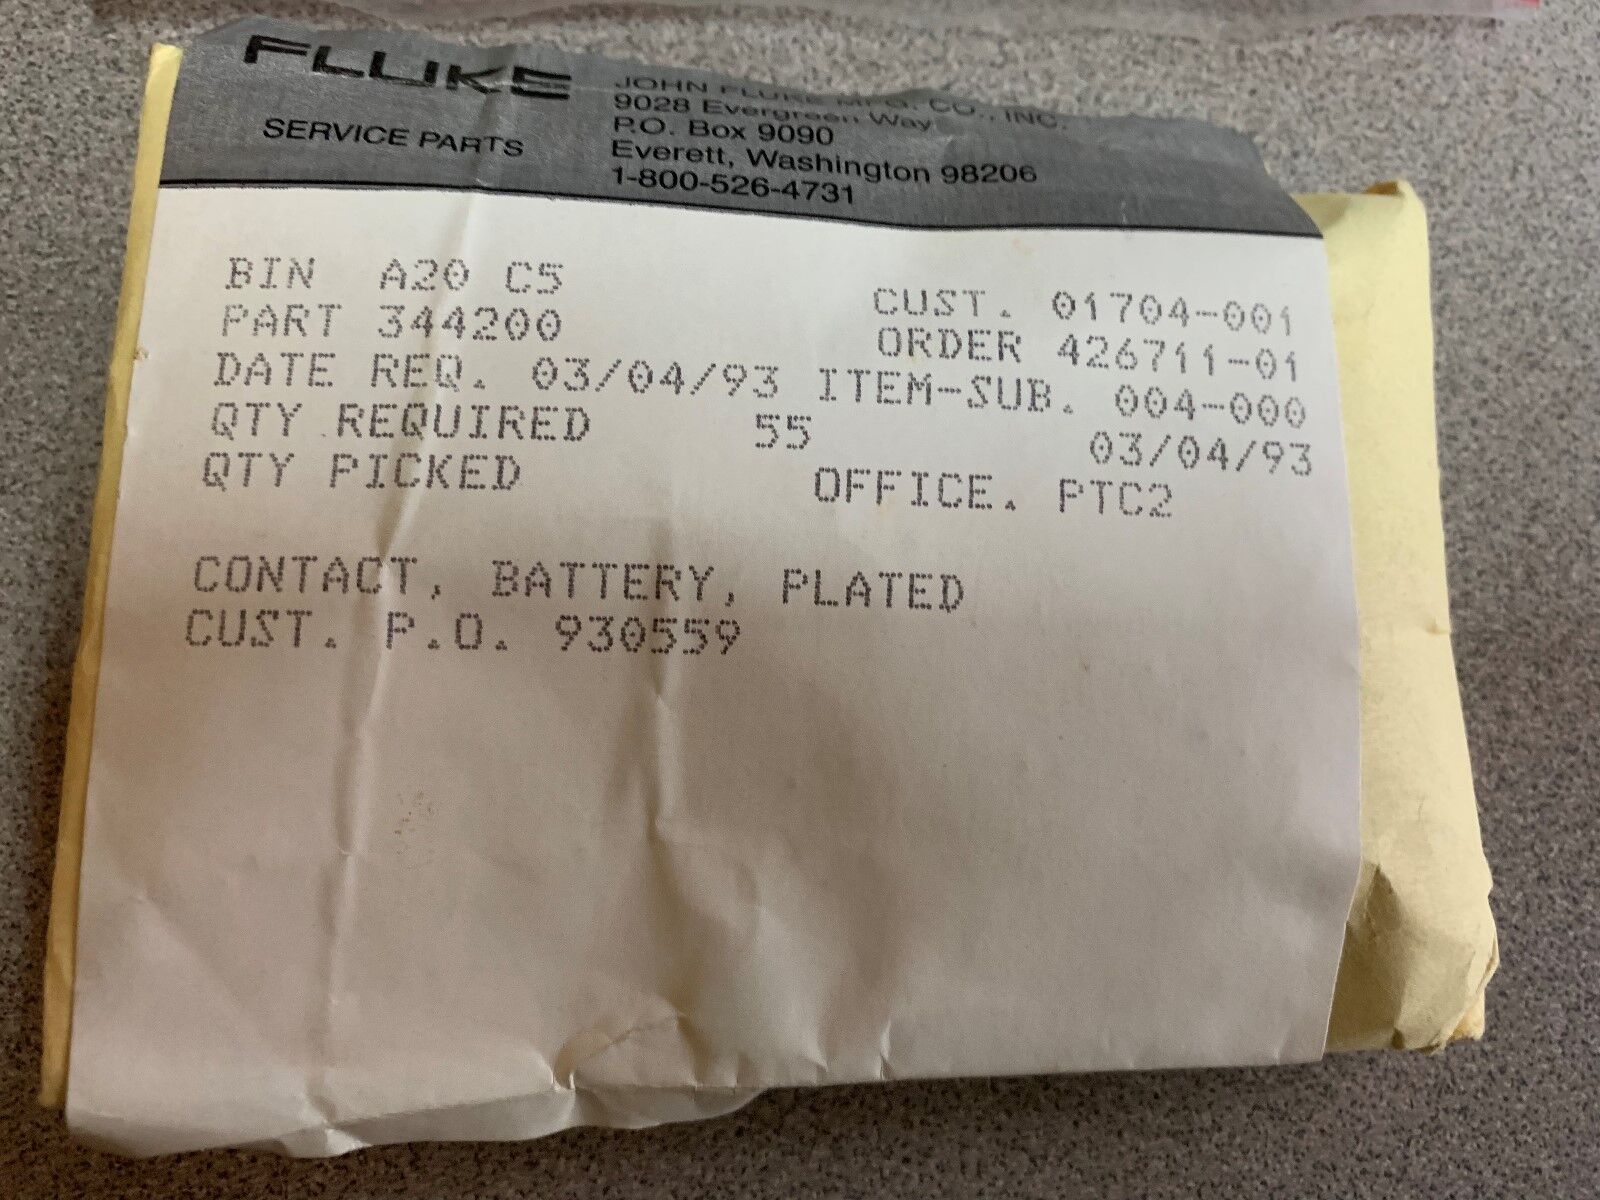 FLUKE
SERVICE PARTS
JOHN FLUKE MFG. CO., INC.
9028 Evergreen Way
P.O. Box 9090
Everett, Washington 98206
1-800-526-4731
BIN A20 C5
CUST. 01704-001
PART 344200
ORDER 426711-01
DATE REQ. 03/04/93 ITEM-SUB. 004-000
QTY REQUIRED 55
03/04/93
QTY PICKED
OFFICE. PTC2
CONTACT, BATTERY, PLATED
CUST. P.O. 930559